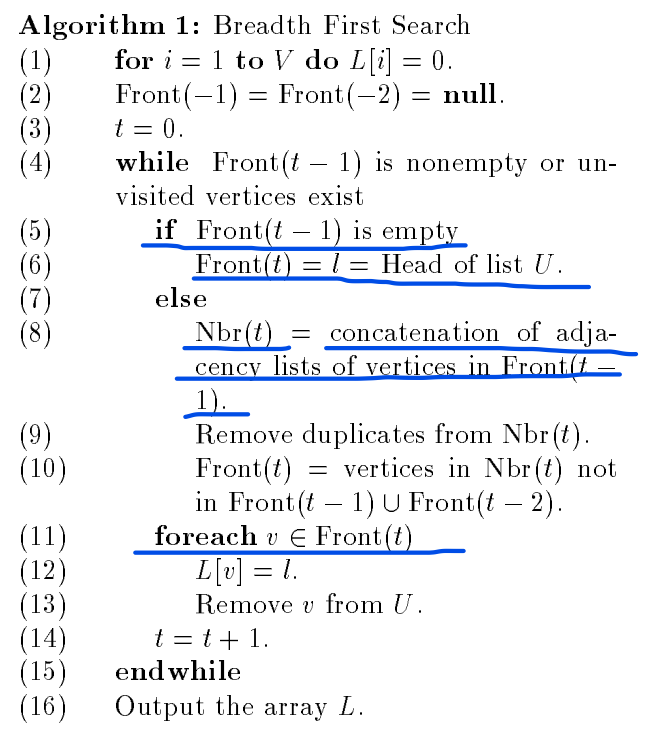 Algorithm 1: Breadth First Search
(1) for i = 1 to V do L[i] = 0.
(2) Front(−1) = Front(−2) = null.
(3) t = 0.
(4) while Front(t − 1) is nonempty or un-
visited vertices exist
(5) if Front(t − 1) is empty
(6) Front(t) = l = Head of list U.
(7) else
(8) Nbr(t) = concatenation of adja-
cency lists of vertices in Front(t −
1).
(9) Remove duplicates from Nbr(t).
(10) Front(t) = vertices in Nbr(t) not
in Front(t − 1) ∪ Front(t − 2).
(11) foreach v ∈ Front(t)
(12) L[v] = l.
(13) Remove v from U.
(14) t = t + 1.
(15) endwhile
(16) Output the array L.